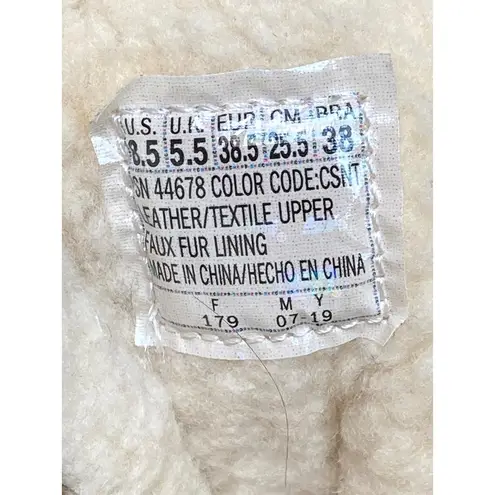 U.S. U.K. EUR CM BRA
8.5 5.5 38.5 25.5 38
SN 44678 COLOR CODE:CSNT
EATHER/TEXTILE UPPER
FAUX FUR LINING
MADE IN CHINA/HECHO EN CHINA
F M Y
179 07-19